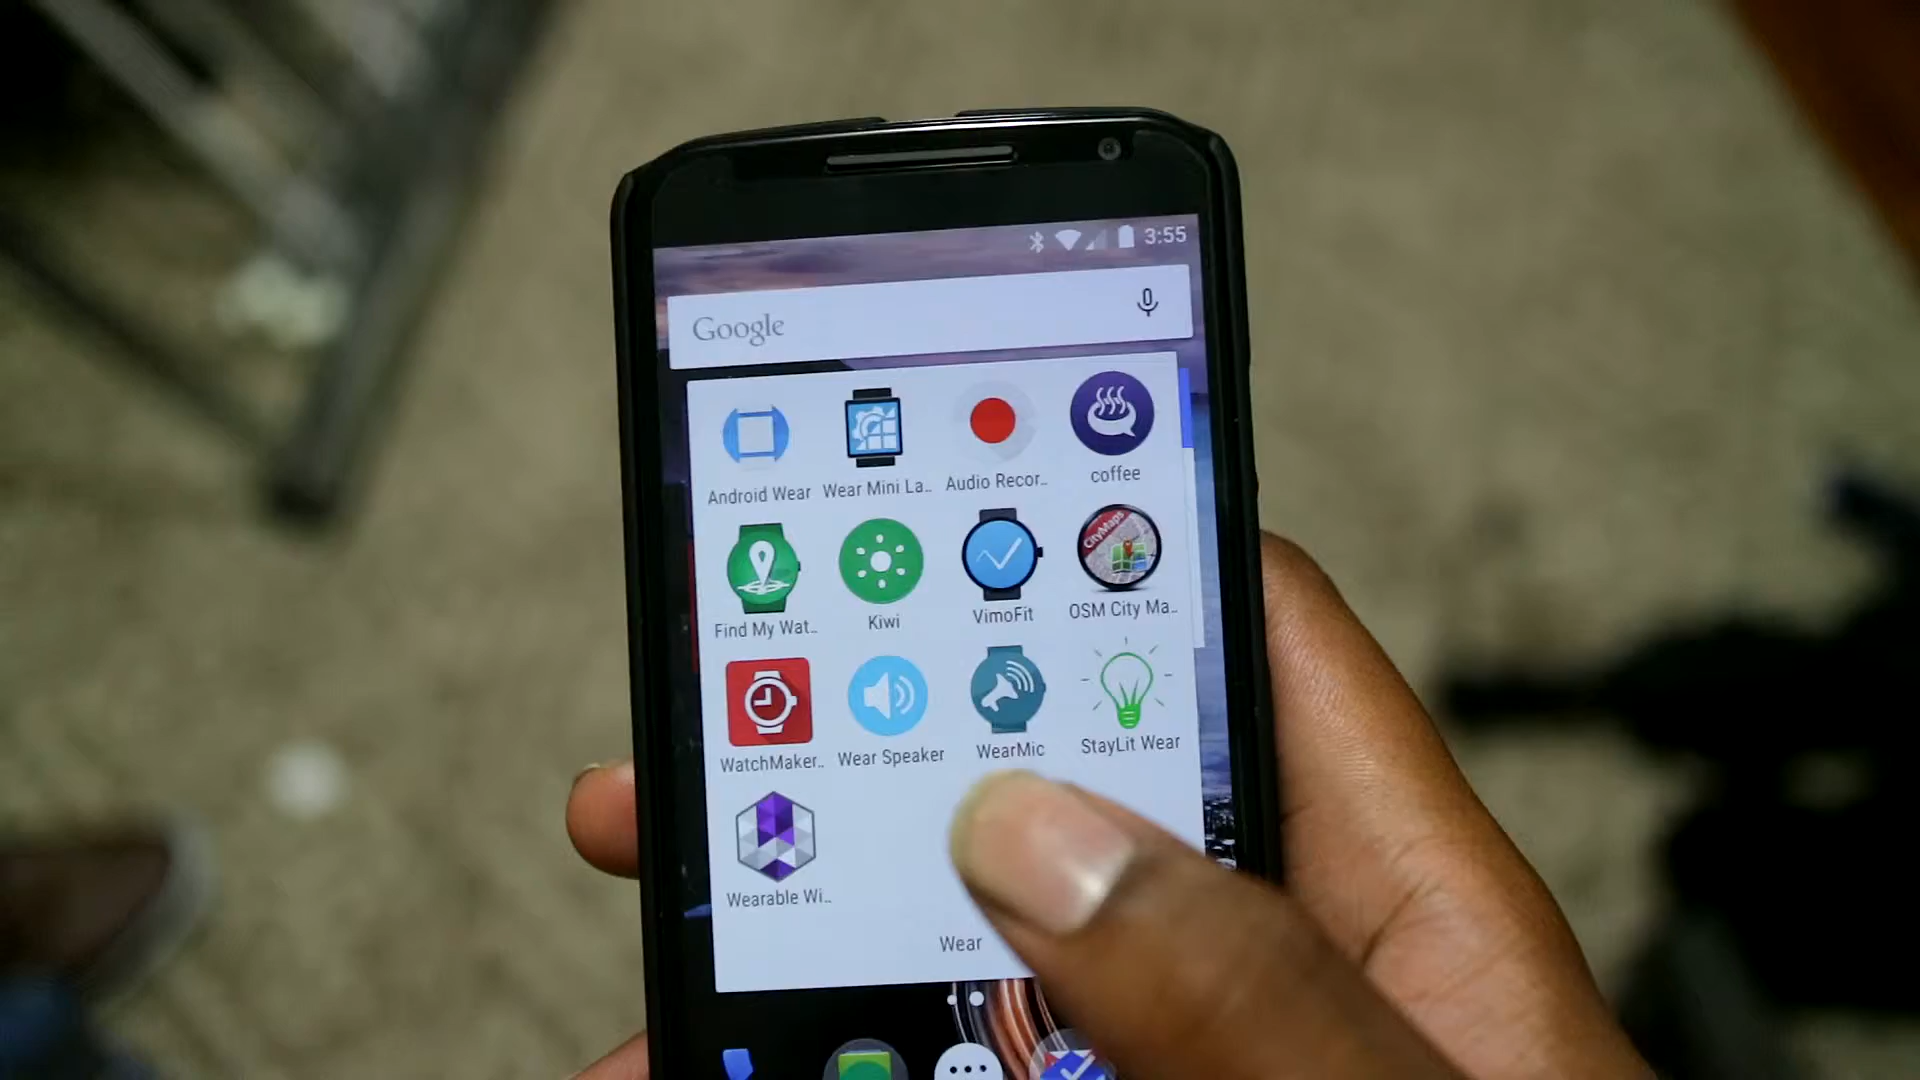 3:55
Google
Android Wear Wear Mini La.. Audio Recor.. coffee
CityMaps
Find My Wat.. Kiwi VimoFit OSM City Ma..
WatchMaker.. Wear Speaker WearMic StayLit Wear
Wearable Wi..
Wear